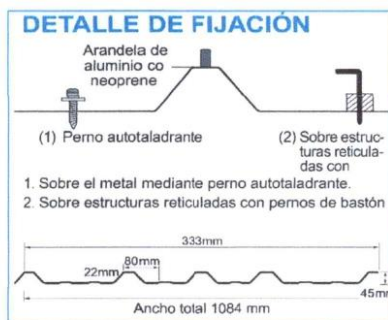 DETALLE DE FIJACIÓN
Arandela de
aluminio co
neoprene
(1) Perno autotaladrante
(2) Sobre estruc-
turas reticula-
das con
1. Sobre el metal mediante perno autotaladrante.
2. Sobre estructuras reticuladas con pernos de bastón
333mm
22mm
80mm
45mm
Ancho total 1084 mm